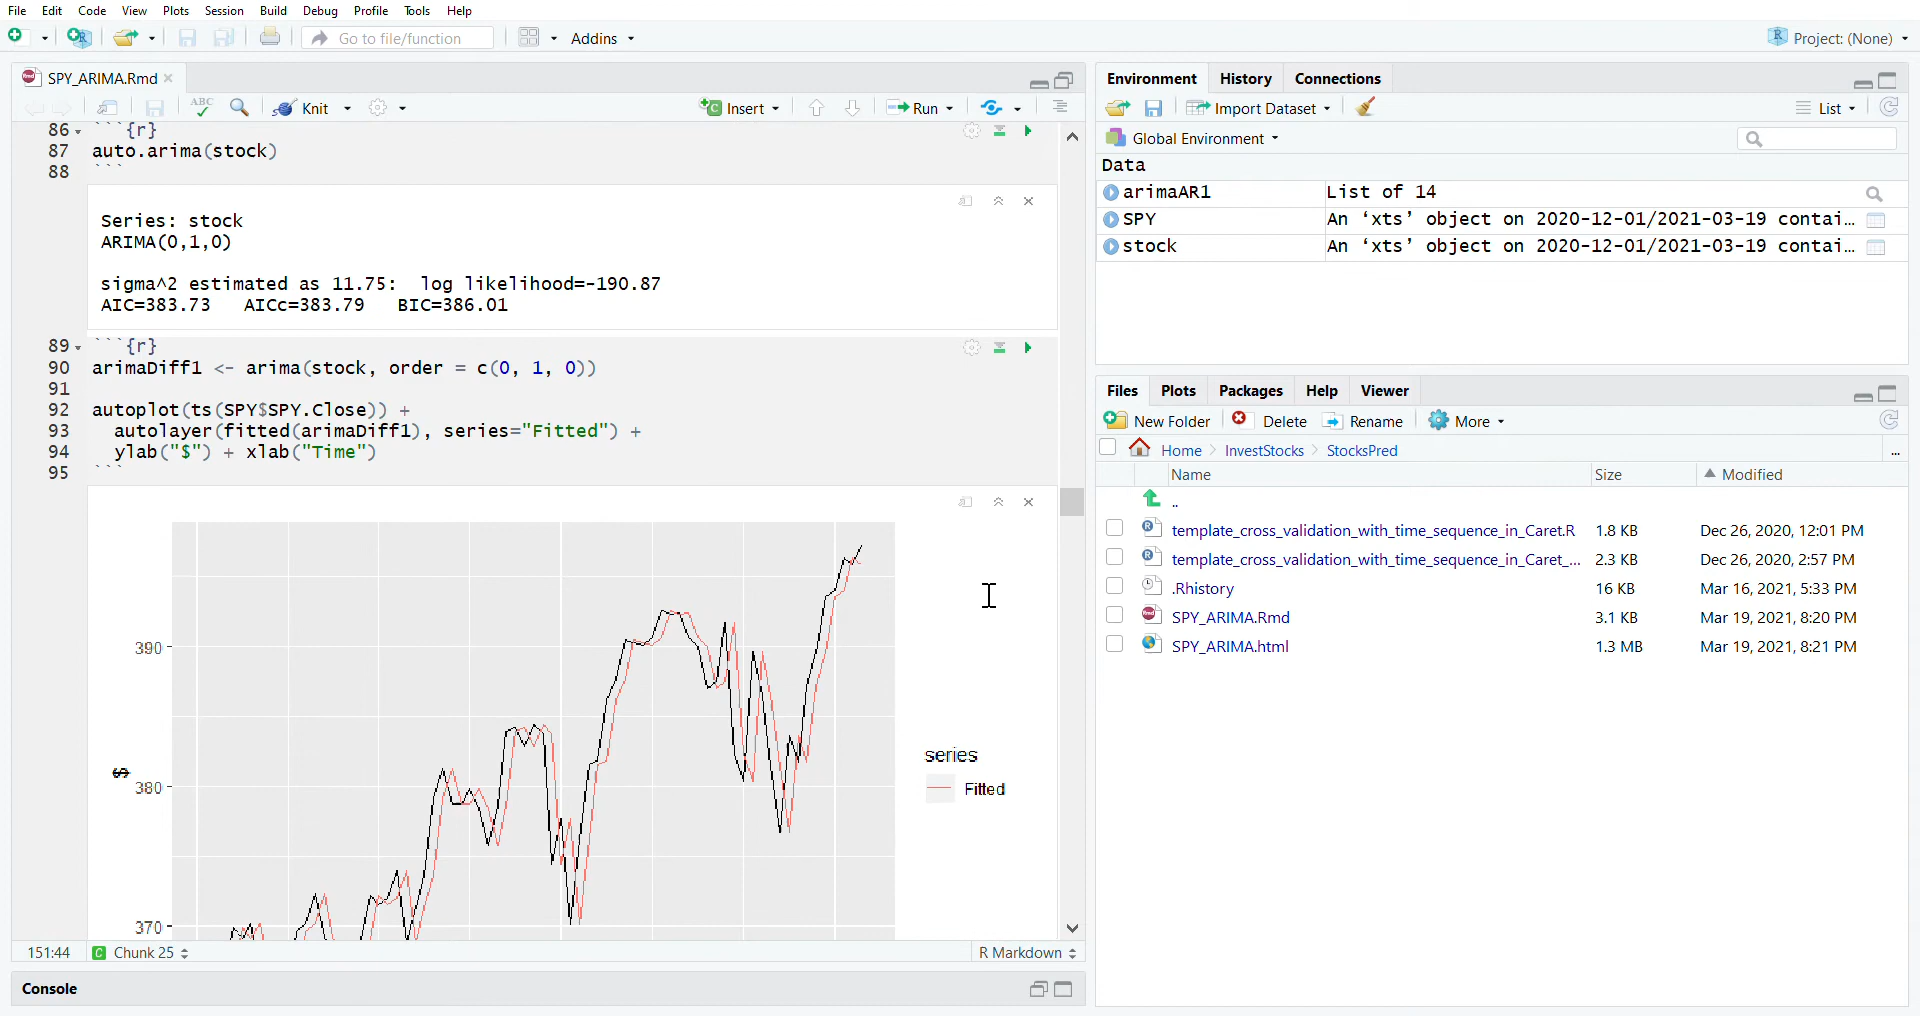 File Edit Code View Plots Session Build Debug Profile Tools Help
Go to file/function Addins Project: (None)
SPY_ARIMA.Rmd
ABC Knit Insert Run
86 ```{r}
87 auto.arima(stock)
88 ```
Series: stock
ARIMA(0,1,0)
sigma^2 estimated as 11.75: log likelihood=-190.87
AIC=383.73 AICc=383.79 BIC=386.01
89 ```{r}
90 arimaDiff1 <- arima(stock, order = c(0, 1, 0))
91
92 autoplot(ts(SPY$SPY.Close)) +
93 autolayer(fitted(arimaDiff1), series="Fitted") +
94 ylab("$") + xlab("Time")
95 ```
390
380
370
$
series
Fitted
151:44 Chunk 25 R Markdown
Console
Environment History Connections
Import Dataset List
Global Environment
Data
arimaAR1 List of 14
SPY An ‘xts’ object on 2020-12-01/2021-03-19 contai…
stock An ‘xts’ object on 2020-12-01/2021-03-19 contai…
Files Plots Packages Help Viewer
New Folder Delete Rename More
Home InvestStocks StocksPred ...
Name Size Modified
..
template_cross_validation_with_time_sequence_in_Caret.R 1.8 KB Dec 26, 2020, 12:01 PM
template_cross_validation_with_time_sequence_in_Caret_... 2.3 KB Dec 26, 2020, 2:57 PM
.Rhistory 16 KB Mar 16, 2021, 5:33 PM
SPY_ARIMA.Rmd 3.1 KB Mar 19, 2021, 8:20 PM
SPY_ARIMA.html 1.3 MB Mar 19, 2021, 8:21 PM